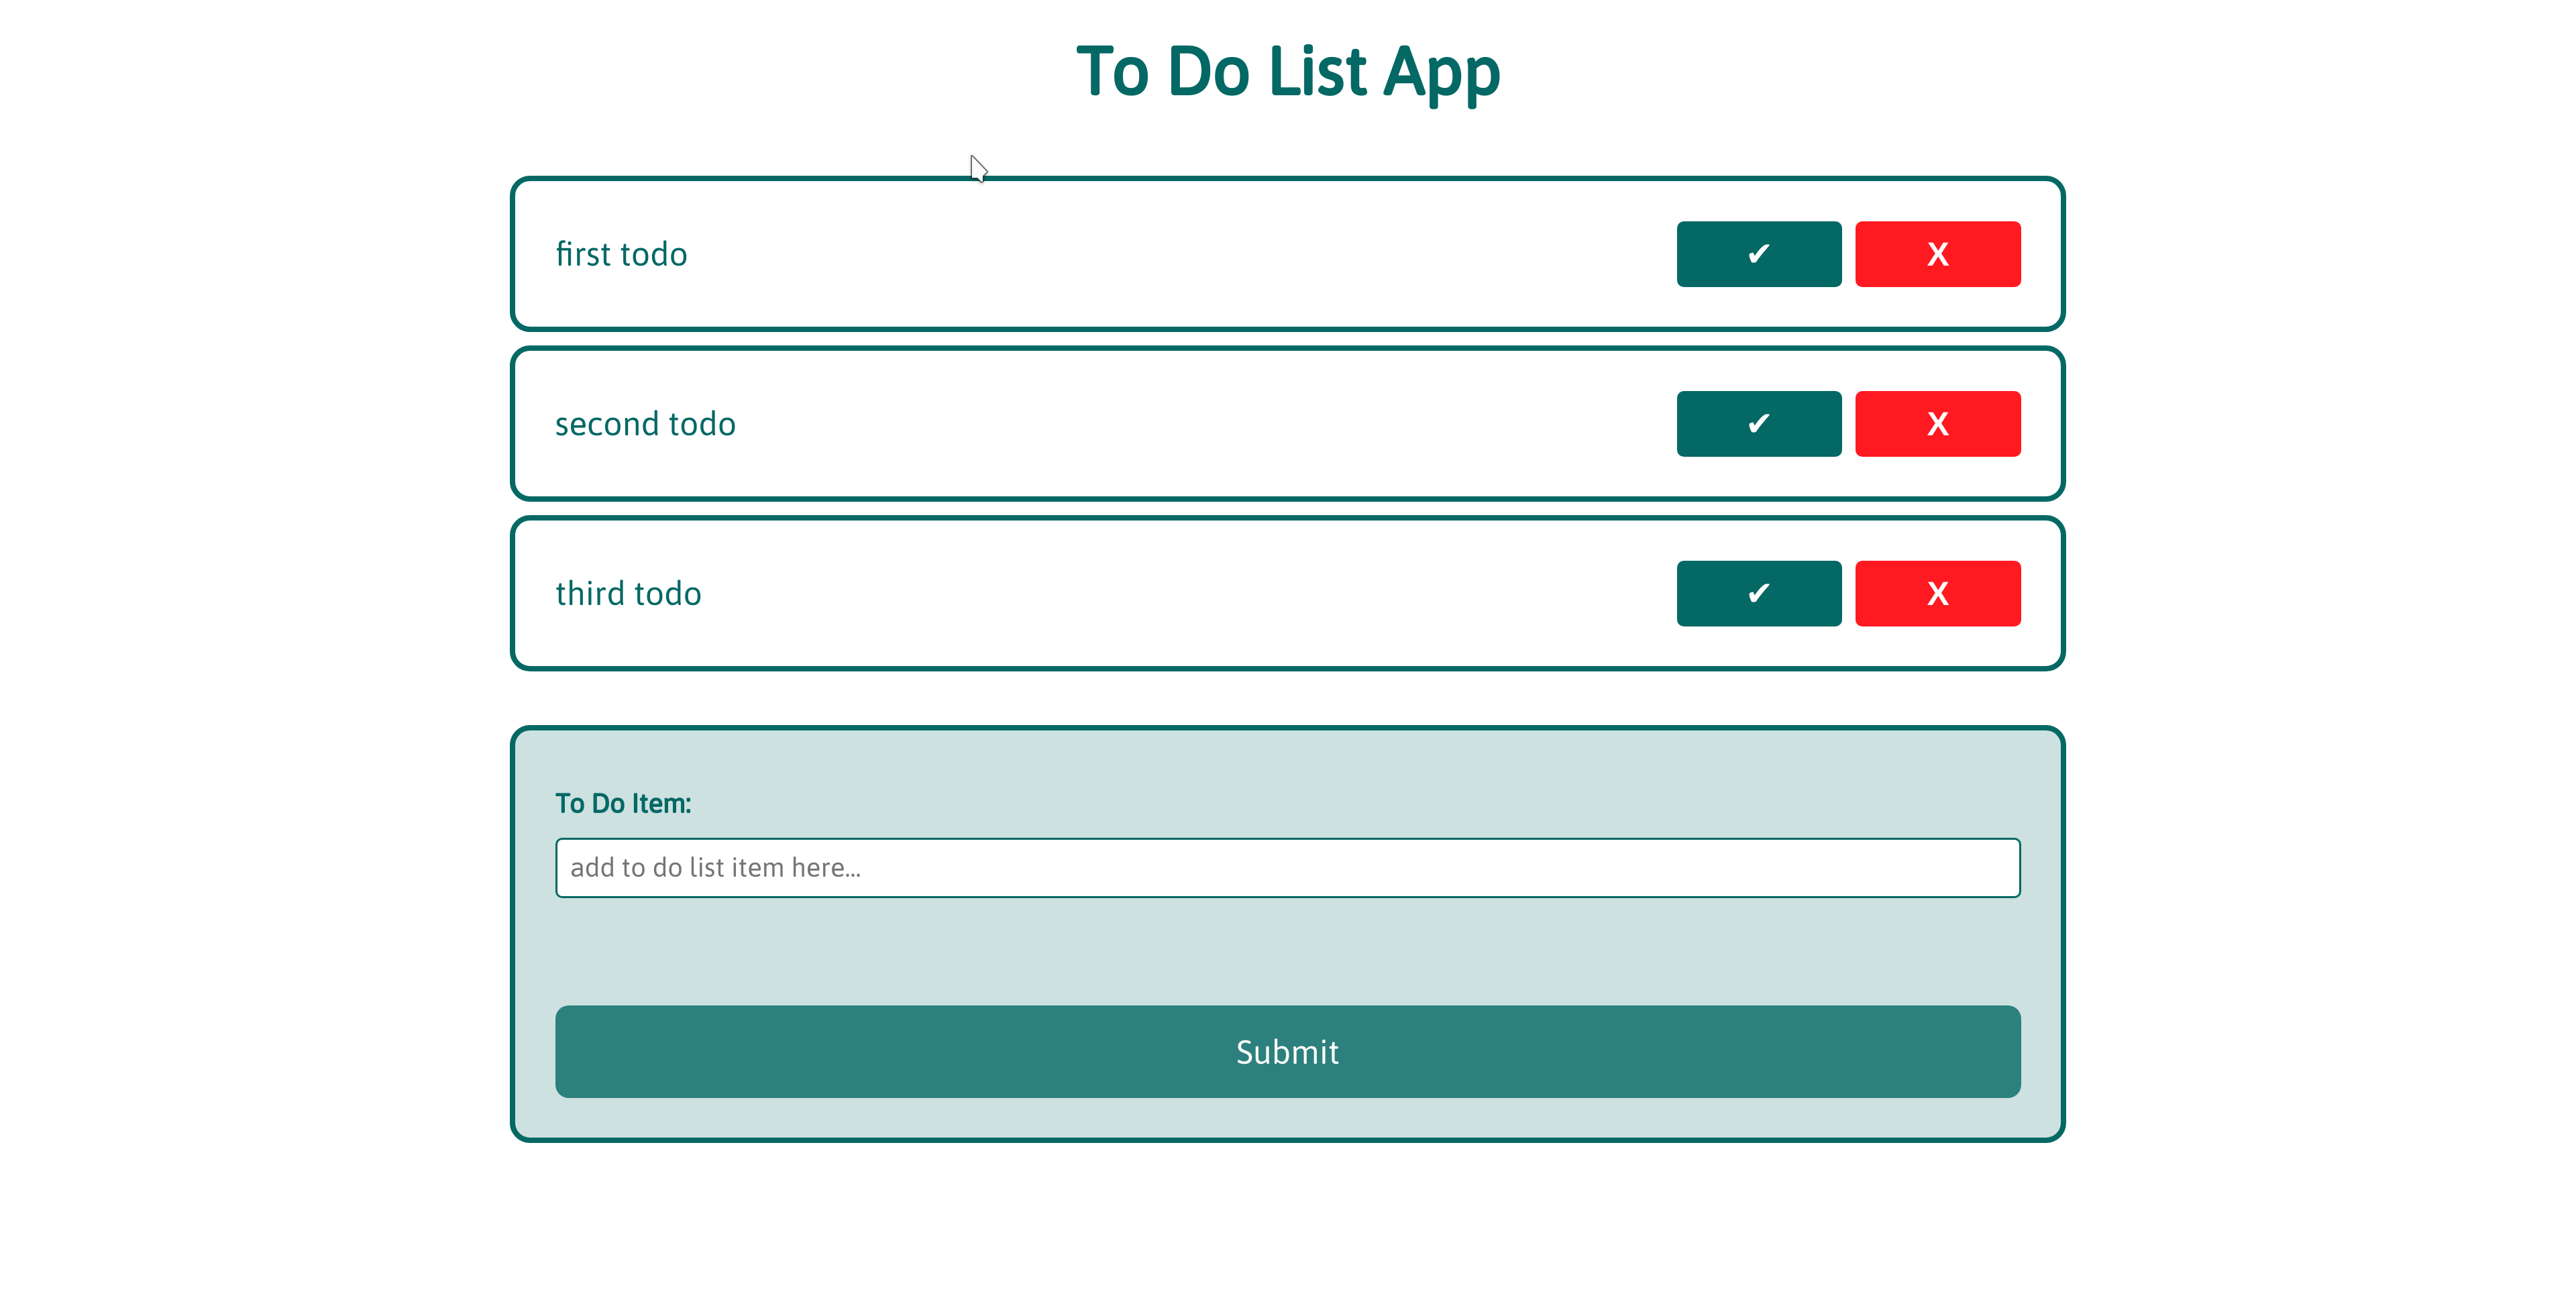 To Do List App
first todo ✔ X
second todo ✔ X
third todo ✔ X
To Do Item:
add to do list item here...
Submit